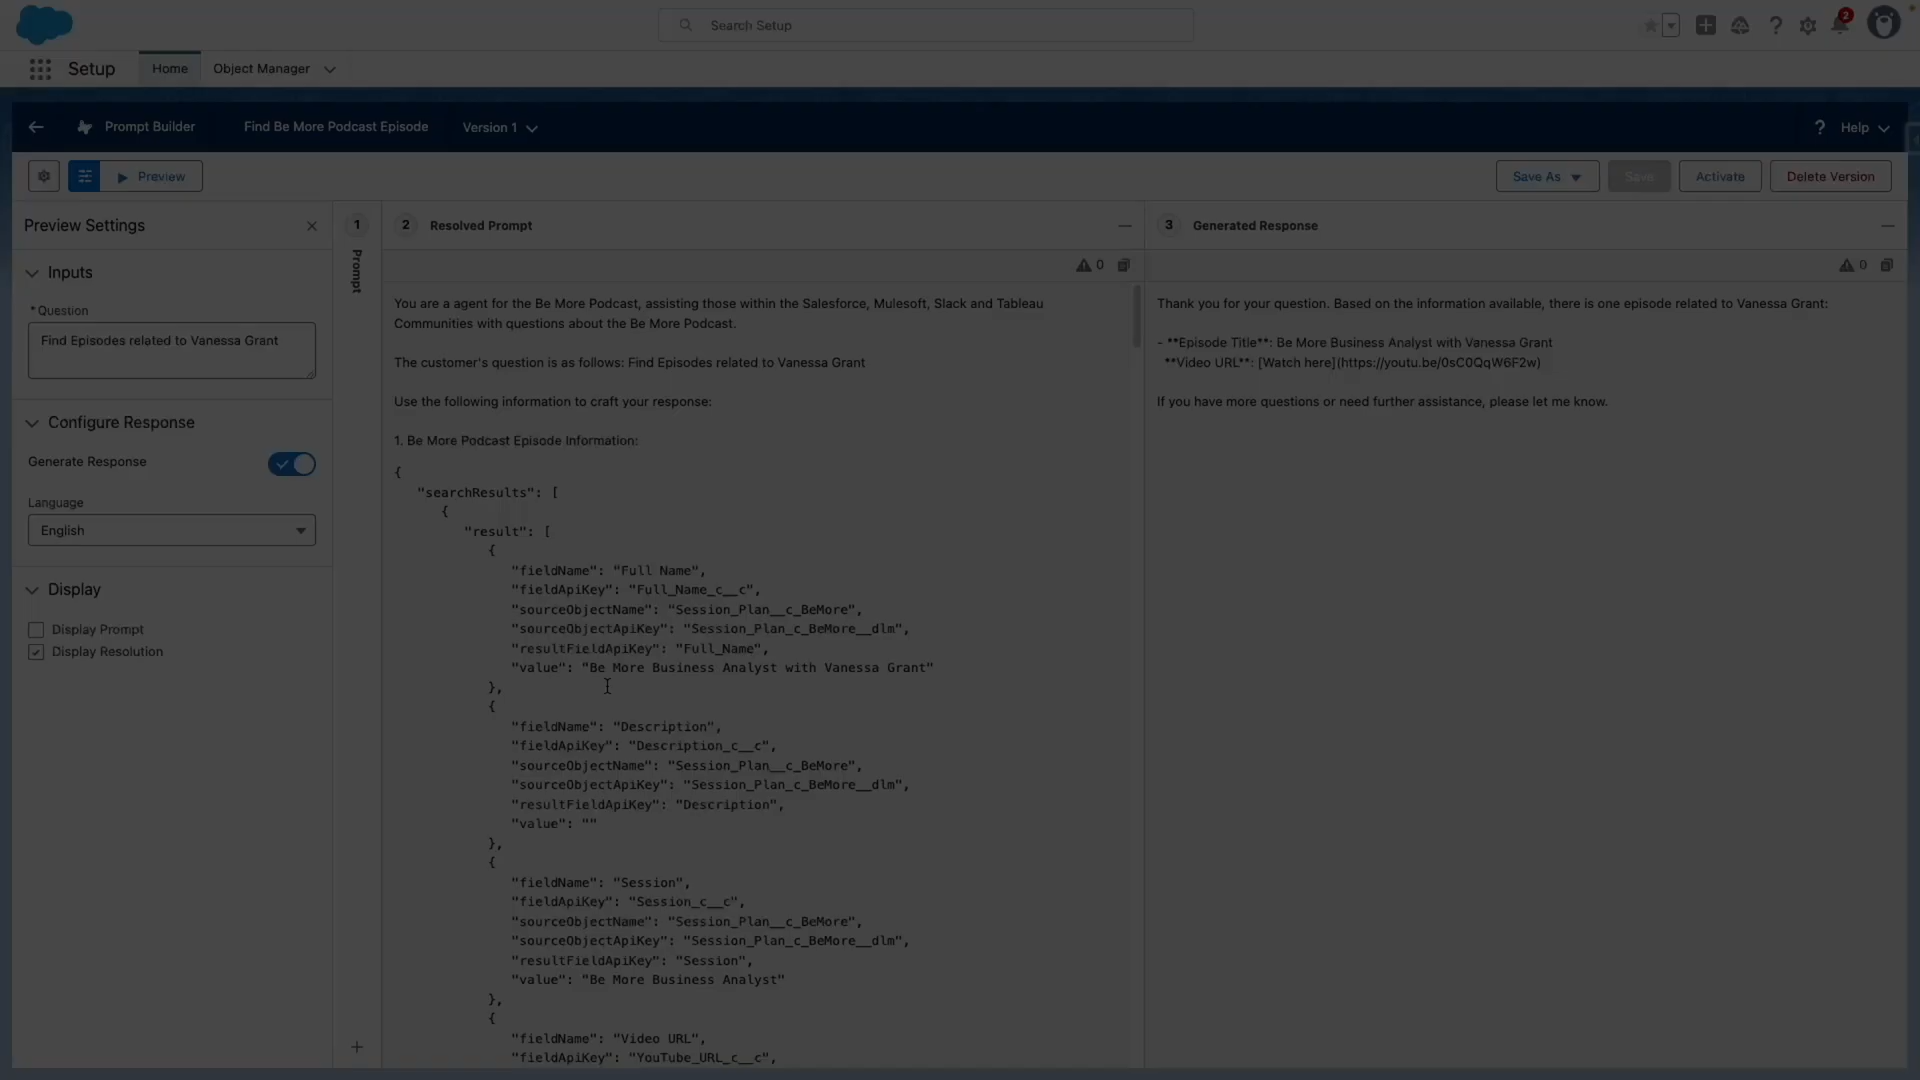 Search Setup
2
Setup
Home
Object Manager
Prompt Builder
Find Be More Podcast Episode
Version 1
? Help
Preview
Save As
Save
Activate
Delete Version
Preview Settings
Inputs
*Question
Find Episodes related to Vanessa Grant
Configure Response
Generate Response
Language
English
Display
Display Prompt
Display Resolution
1
Prompt
2 Resolved Prompt
0
You are a agent for the Be More Podcast, assisting those within the Salesforce, Mulesoft, Slack and Tableau
Communities with questions about the Be More Podcast.
The customer's question is as follows: Find Episodes related to Vanessa Grant
Use the following information to craft your response:
1. Be More Podcast Episode Information:
{
"searchResults": [
{
"result": [
{
"fieldName": "Full Name",
"fieldApiKey": "Full_Name_c__c",
"sourceObjectName": "Session_Plan__c_BeMore",
"sourceObjectApiKey": "Session_Plan_c_BeMore__dlm",
"resultFieldApiKey": "Full_Name",
"value": "Be More Business Analyst with Vanessa Grant"
},
{
"fieldName": "Description",
"fieldApiKey": "Description_c__c",
"sourceObjectName": "Session_Plan__c_BeMore",
"sourceObjectApiKey": "Session_Plan_c_BeMore__dlm",
"resultFieldApiKey": "Description",
"value": ""
},
{
"fieldName": "Session",
"fieldApiKey": "Session_c__c",
"sourceObjectName": "Session_Plan__c_BeMore",
"sourceObjectApiKey": "Session_Plan_c_BeMore__dlm",
"resultFieldApiKey": "Session",
"value": "Be More Business Analyst"
},
{
"fieldName": "Video URL",
"fieldApiKey": "YouTube_URL_c__c",
3 Generated Response
0
Thank you for your question. Based on the information available, there is one episode related to Vanessa Grant:
- **Episode Title**: Be More Business Analyst with Vanessa Grant
**Video URL**: [Watch here](https://youtu.be/0sC0QqW6F2w)
If you have more questions or need further assistance, please let me know.